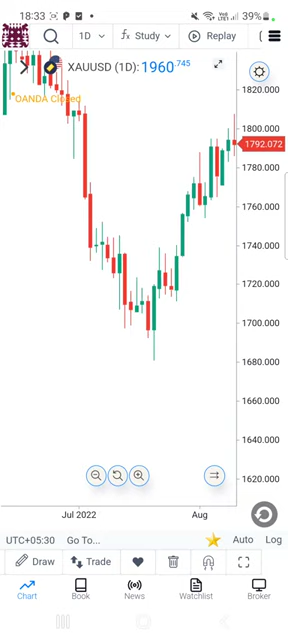 18:33 39%
1D fx Study Replay
XAUUSD (1D): 1960.745
OANDA Closed
1820.000
1800.000
1792.072
1780.000
1760.000
1740.000
1720.000
1700.000
1680.000
1660.000
1640.000
1620.000
Jul 2022 Aug
UTC+05:30 Go To... Auto Log
Draw Trade
Chart Book News Watchlist Broker